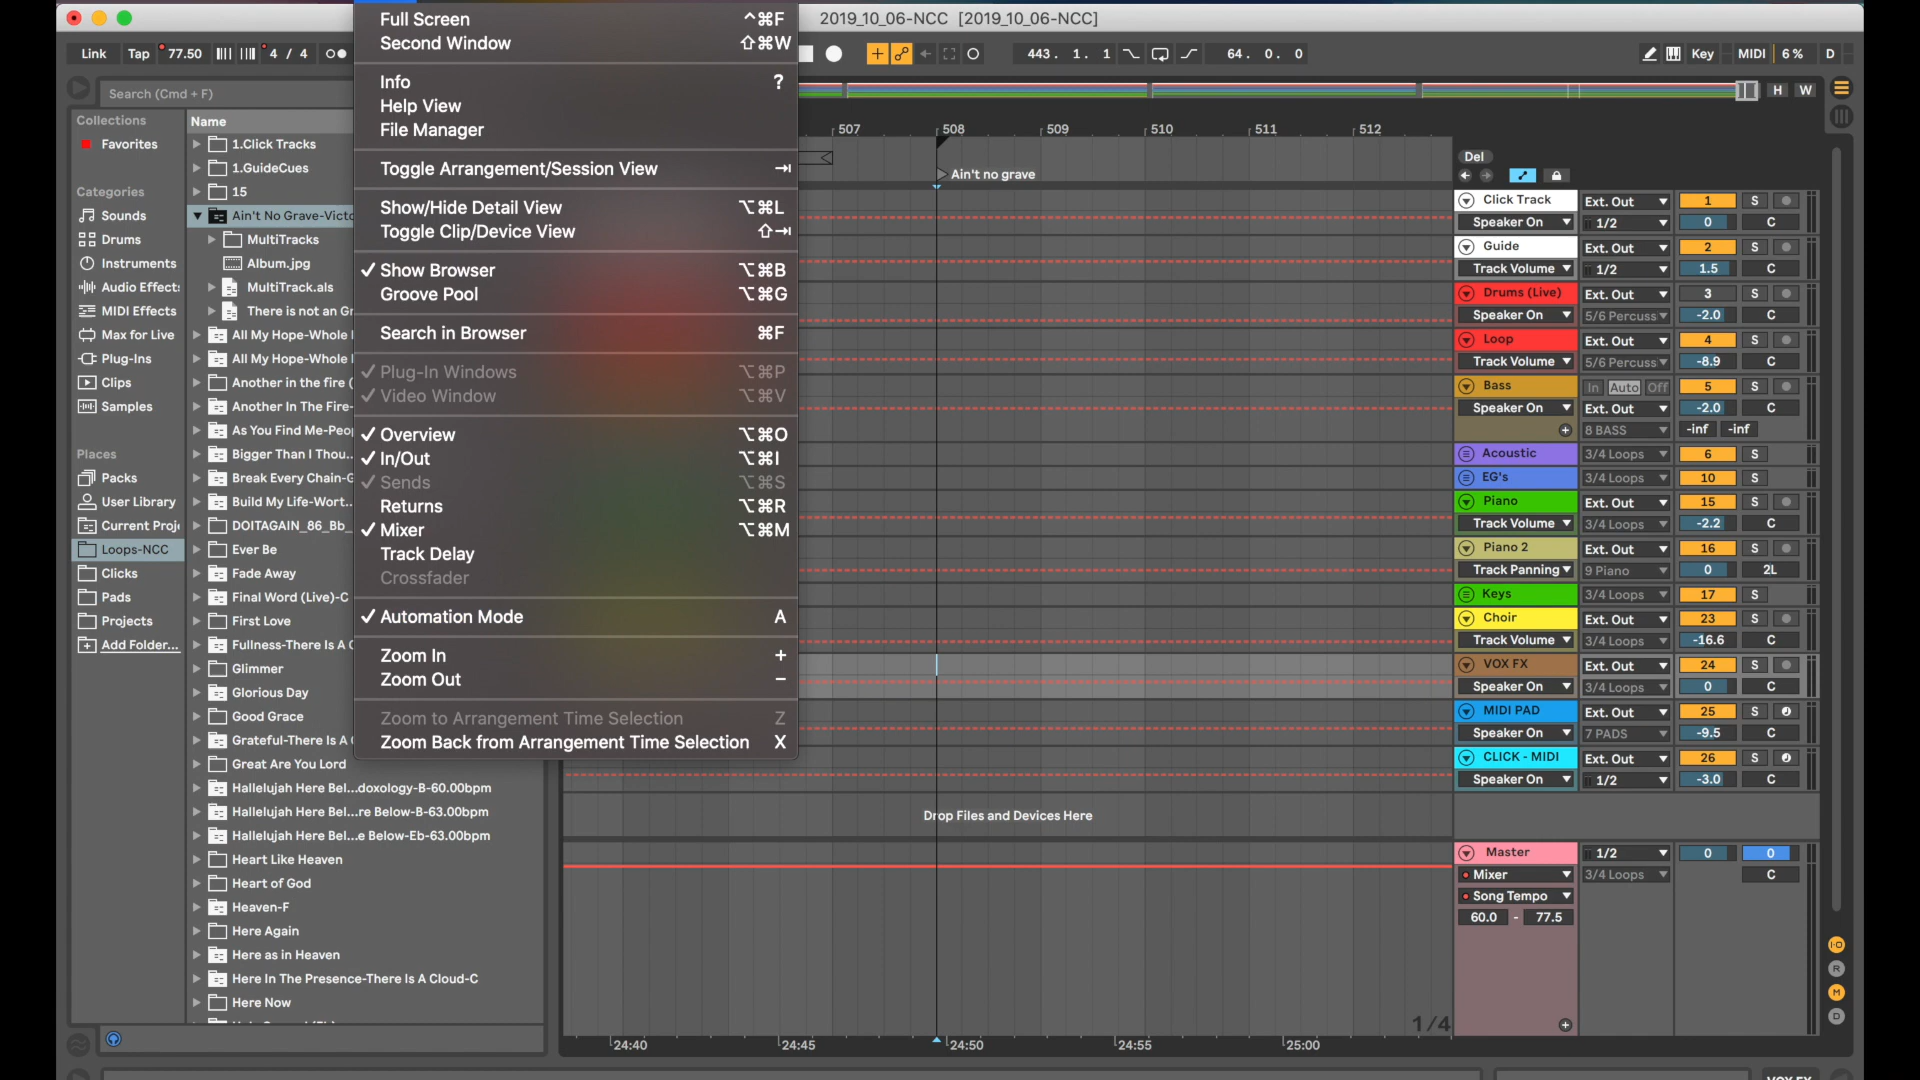 2019_10_06-NCC [2019_10_06-NCC]
Link Tap 77.50 4 / 4
443. 1. 1 64. 0. 0
Key MIDI 6 % D
Search (Cmd + F)
H W
Collections
Favorites
Categories
Sounds
Drums
Instruments
Audio Effect
MIDI Effects
Max for Live
Plug-Ins
Clips
Samples
Places
Packs
User Library
Current Proj
Loops-NCC
Clicks
Pads
Projects
Add Folder...
Name
1.Click Tracks
1.GuideCues
15
Ain't No Grave-Victo
MultiTracks
Album.jpg
MultiTrack.als
There is not an Gr
All My Hope-Whole
All My Hope-Whole
Another in the fire (
Another In The Fire-
As You Find Me-Peo
Bigger Than I Thou...
Break Every Chain-G
Build My Life-Wort...
DOITAGAIN_86_Bb_
Ever Be
Fade Away
Final Word (Live)-C
First Love
Fullness-There Is A C
Glimmer
Glorious Day
Good Grace
Grateful-There Is A
Great Are You Lord
Hallelujah Here Bel...doxology-B-60.00bpm
Hallelujah Here Bel...re Below-B-63.00bpm
Hallelujah Here Bel...e Below-Eb-63.00bpm
Heart Like Heaven
Heart of God
Heaven-F
Here Again
Here as in Heaven
Here In The Presence-There Is A Cloud-C
Here Now
Full Screen ^⌘F
Second Window ⇧⌘W
Info ?
Help View
File Manager
Toggle Arrangement/Session View ⇥
Show/Hide Detail View ⌥⌘L
Toggle Clip/Device View ⇧⇥
✓ Show Browser ⌥⌘B
Groove Pool ⌥⌘G
Search in Browser ⌘F
✓ Plug-In Windows ⌥⌘P
✓ Video Window ⌥⌘V
✓ Overview ⌥⌘O
✓ In/Out ⌥⌘I
✓ Sends ⌥⌘S
Returns ⌥⌘R
✓ Mixer ⌥⌘M
Track Delay
Crossfader
✓ Automation Mode A
Zoom In +
Zoom Out −
Zoom to Arrangement Time Selection Z
Zoom Back from Arrangement Time Selection X
507 508 509 510 511 512
Ain't no grave
Del
Click Track Ext. Out 1 S
Speaker On 1/2 0 C
Guide Ext. Out 2 S
Track Volume 1/2 1.5 C
Drums (Live) Ext. Out 3 S
Speaker On 5/6 Percuss -2.0 C
Loop Ext. Out 4 S
Track Volume 5/6 Percuss -8.9 C
Bass In Auto Off 5 S
Speaker On Ext. Out -2.0 C
8 BASS -inf -inf
Acoustic 3/4 Loops 6 S
EG's 3/4 Loops 10 S
Piano Ext. Out 15 S
Track Volume 3/4 Loops -2.2 C
Piano 2 Ext. Out 16 S
Track Panning 9 Piano 0 2L
Keys 3/4 Loops 17 S
Choir Ext. Out 23 S
Track Volume 3/4 Loops -16.6 C
VOX FX Ext. Out 24 S
Speaker On 3/4 Loops 0 C
MIDI PAD Ext. Out 25 S
Speaker On 7 PADS -9.5 C
CLICK - MIDI Ext. Out 26 S
Speaker On 1/2 -3.0 C
Drop Files and Devices Here
Master 1/2 0 0
Mixer 3/4 Loops C
Song Tempo
60.0 - 77.5
I-O
R
M
D
1/4
24:40 24:45 24:50 24:55 25:00